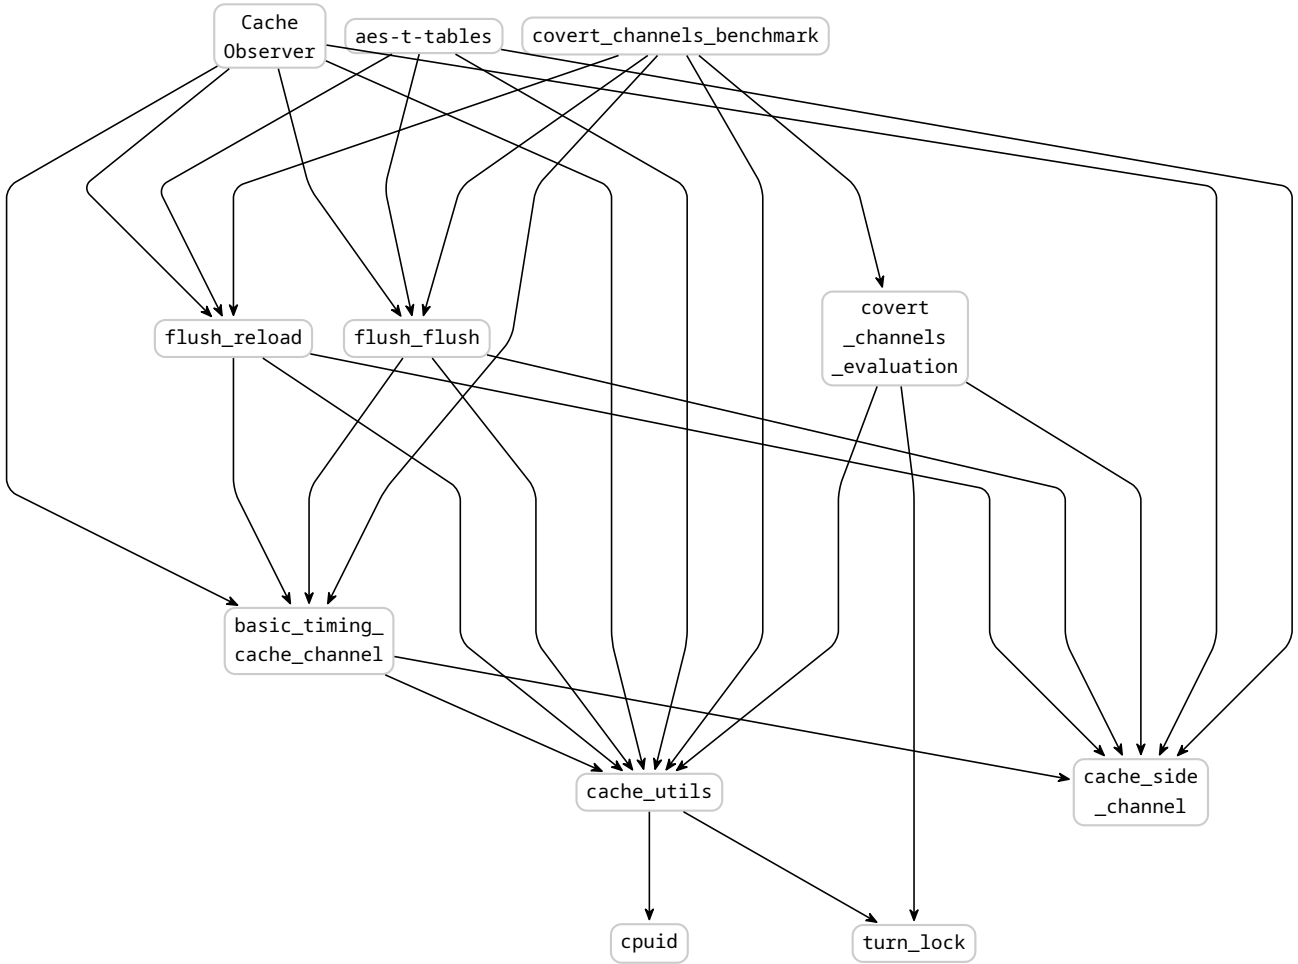 Cache
Observer
aes-t-tables
covert_channels_benchmark
flush_reload
flush_flush
covert
_channels
_evaluation
basic_timing_
cache_channel
cache_utils
cache_side
_channel
cpuid
turn_lock